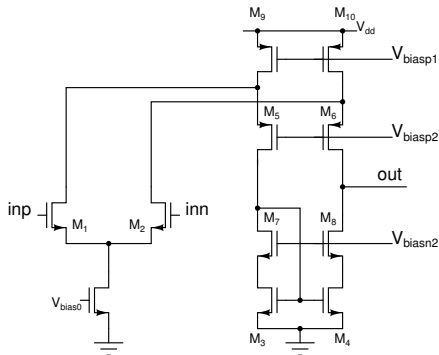 M9 M10
Vdd
Vbiasp1
M5 M6
Vbiasp2
out
inp M1 M2 inn
M7 M8
Vbiasn2
Vbias0
M3 M4